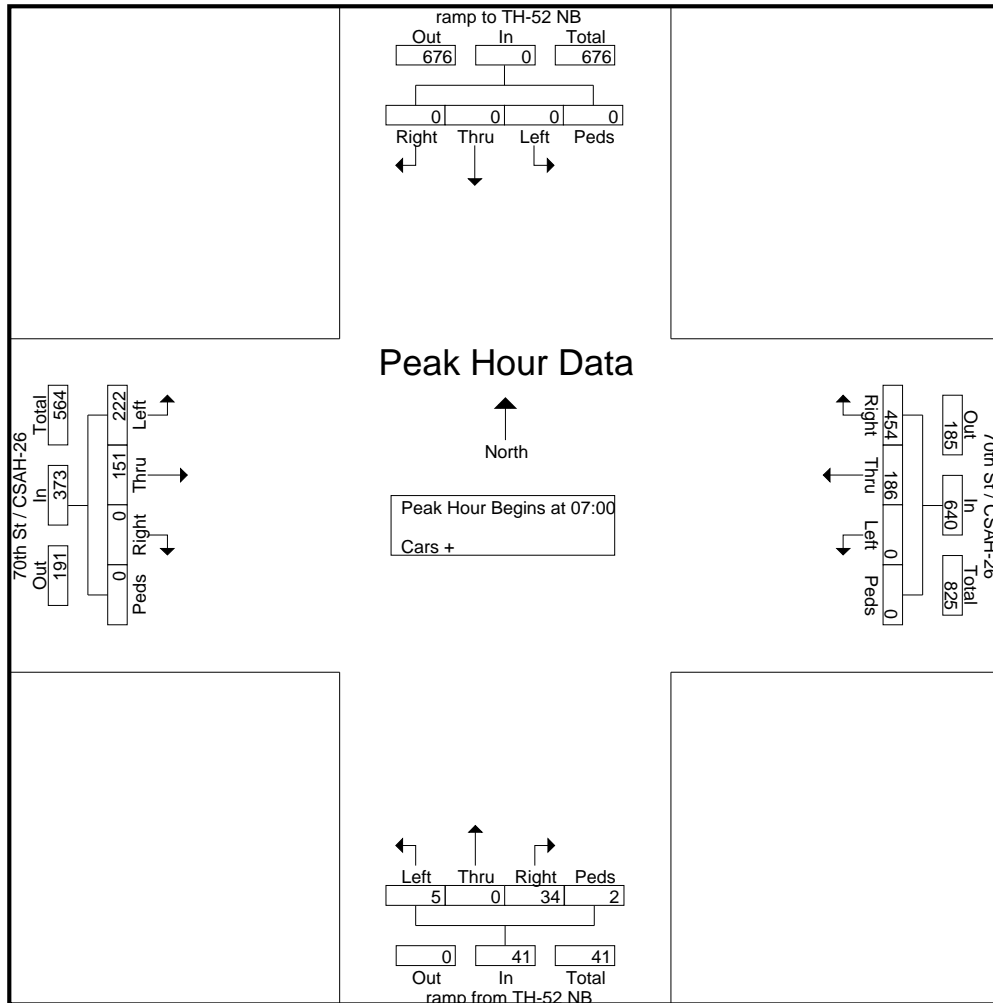 ramp to TH-52 NB
Out In Total
676 0 676
0 0 0 0
Right Thru Left Peds
Peak Hour Data
North
Peak Hour Begins at 07:00
Cars +
70th St / CSAH-26
Out In Total
191 373 564
222 151 0 0
Left Thru Right Peds
70th St / CSAH-26
Out In Total
185 640 825
454 186 0 0
Right Thru Left Peds
Left Thru Right Peds
5 0 34 2
0 41 41
Out In Total
ramp from TH-52 NB